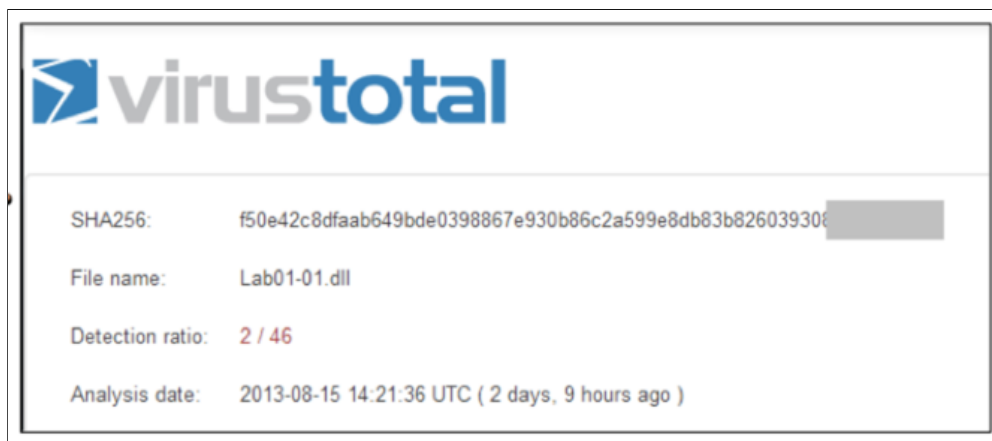 virustotal
SHA256: f50e42c8dfaab649bde0398867e930b86c2a599e8db83b826039308
File name: Lab01-01.dll
Detection ratio: 2 / 46
Analysis date: 2013-08-15 14:21:36 UTC ( 2 days, 9 hours ago )